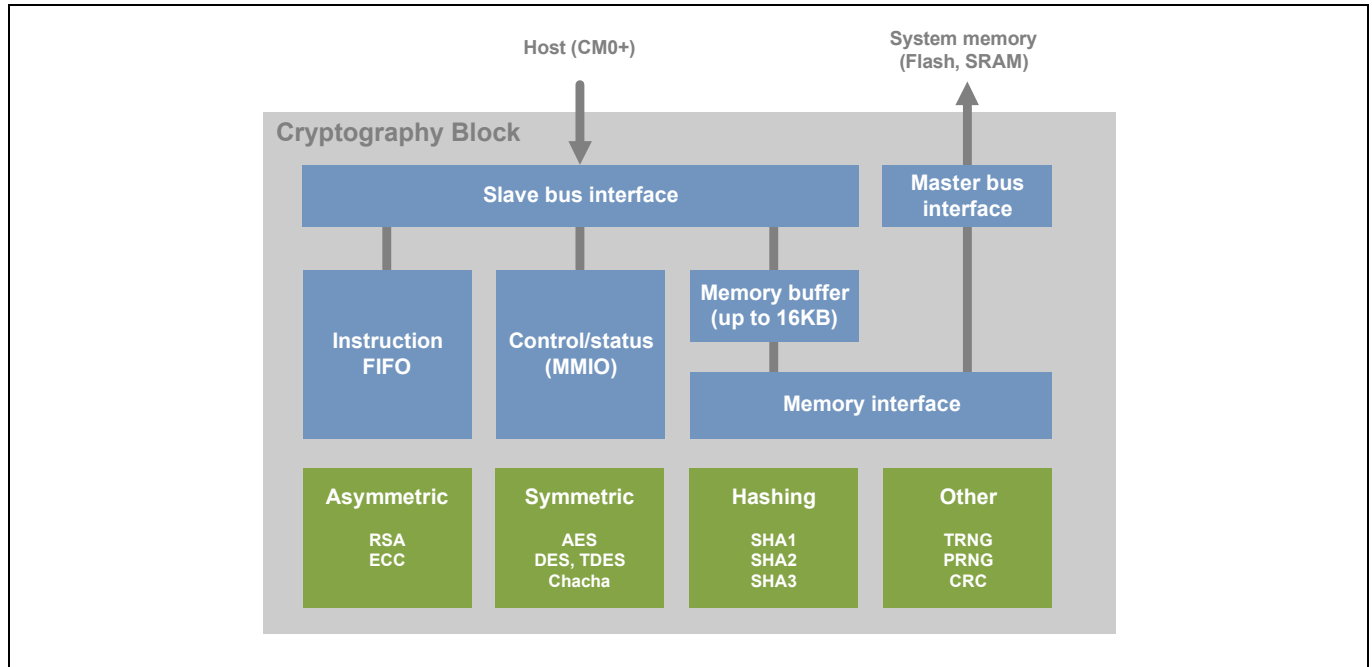 Host (CM0+)
System memory
(Flash, SRAM)
Cryptography Block
Slave bus interface
Master bus
interface
Instruction
FIFO
Control/status
(MMIO)
Memory buffer
(up to 16KB)
Memory interface
Asymmetric
RSA
ECC
Symmetric
AES
DES, TDES
Chacha
Hashing
SHA1
SHA2
SHA3
Other
TRNG
PRNG
CRC